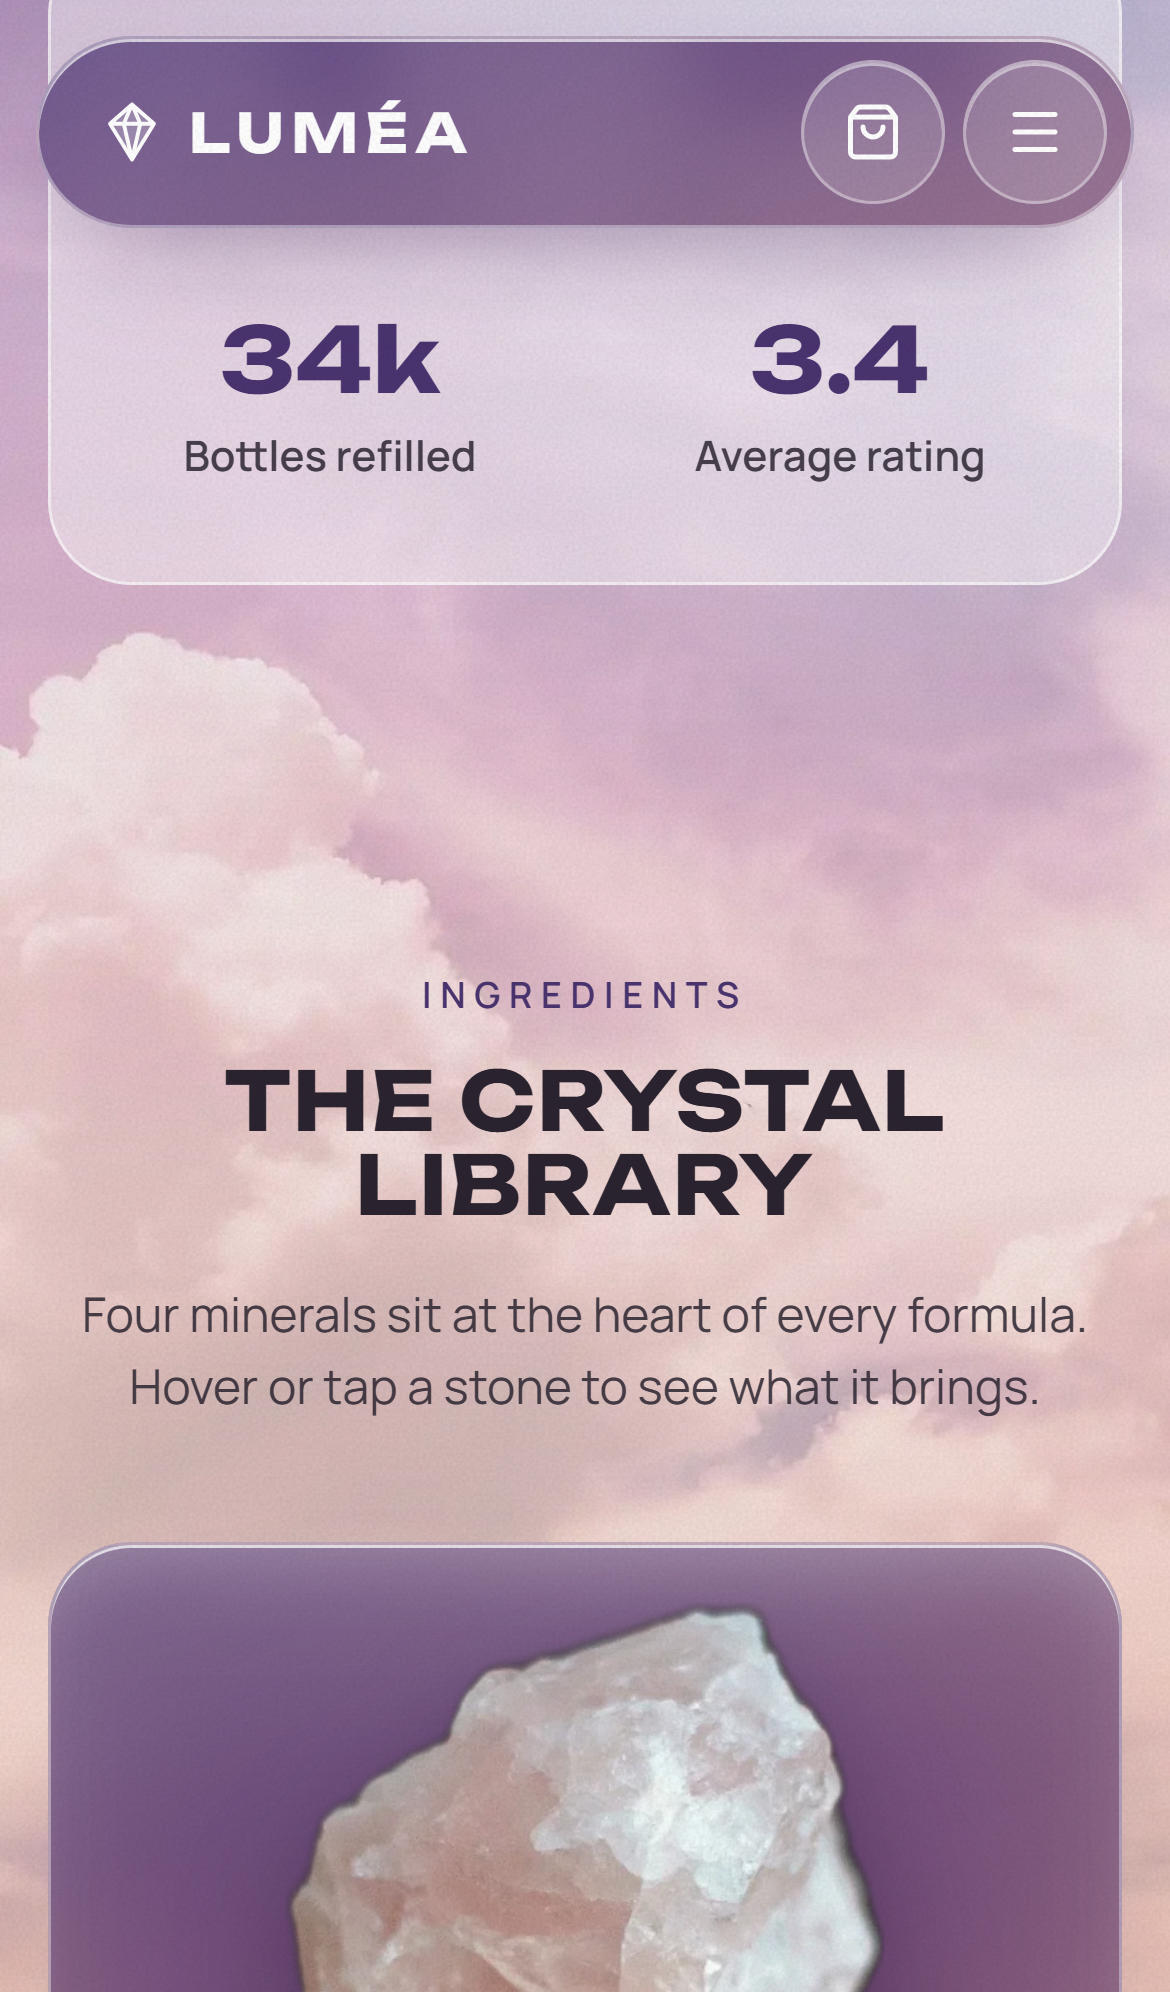 LUMÉA
34k
3.4
Bottles refilled
Average rating
INGREDIENTS
THE CRYSTAL
LIBRARY
Four minerals sit at the heart of every formula.
Hover or tap a stone to see what it brings.